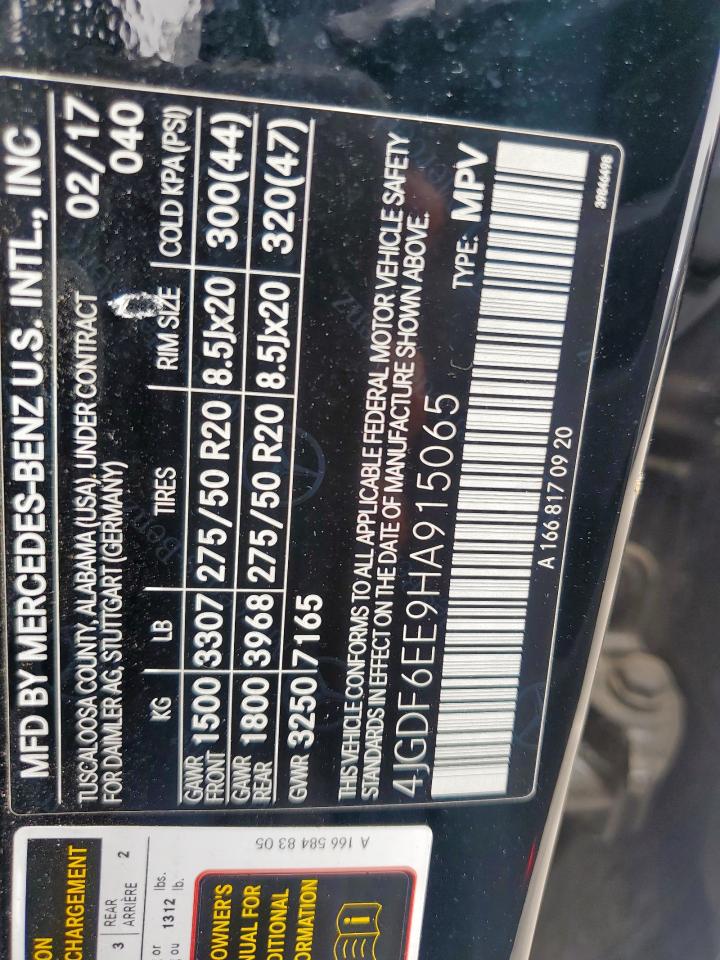 MFD BY MERCEDES-BENZ U.S. INTL., INC
TUSCALOOSA COUNTY, ALABAMA (USA), UNDER CONTRACT 02/17
FOR DAIMLER AG, STUTTGART (GERMANY) 040
KG LB TIRES RIM SIZE COLD KPA(PSI)
GAWR FRONT 1500 3307 275/50 R20 8.5Jx20 300(44)
GAWR REAR 1800 3968 275/50 R20 8.5Jx20 320(47)
GVWR 3250 7165
THIS VEHICLE CONFORMS TO ALL APPLICABLE FEDERAL MOTOR VEHICLE SAFETY
STANDARDS IN EFFECT ON THE DATE OF MANUFACTURE SHOWN ABOVE.
4JGDF6EE9HA915065 TYPE: MPV
A 166 817 09 20
39846498
CHARGEMENT
3 REAR 2
ARRIÈRE
or 1312 lbs.
ou lb.
OWNER'S
A 166 584 83 05